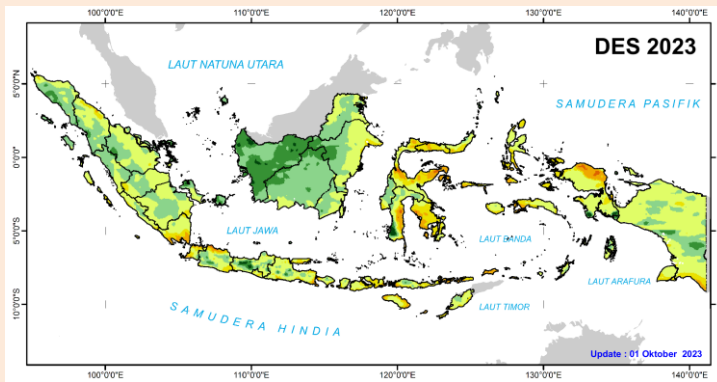 100°0'0"E 110°0'0"E 120°0'0"E 130°0'0"E 140°0'0"E
DES 2023
LAUT NATUNA UTARA
5°0'0"N
SAMUDERA PASIFIK
0°0'0"
LAUT JAWA
LAUT BANDA
5°0'0"S
LAUT ARAFURA
10°0'0"S
SAMUDERA HINDIA
LAUT TIMOR
Update : 01 Oktober 2023
100°0'0"E 110°0'0"E 120°0'0"E 130°0'0"E 140°0'0"E